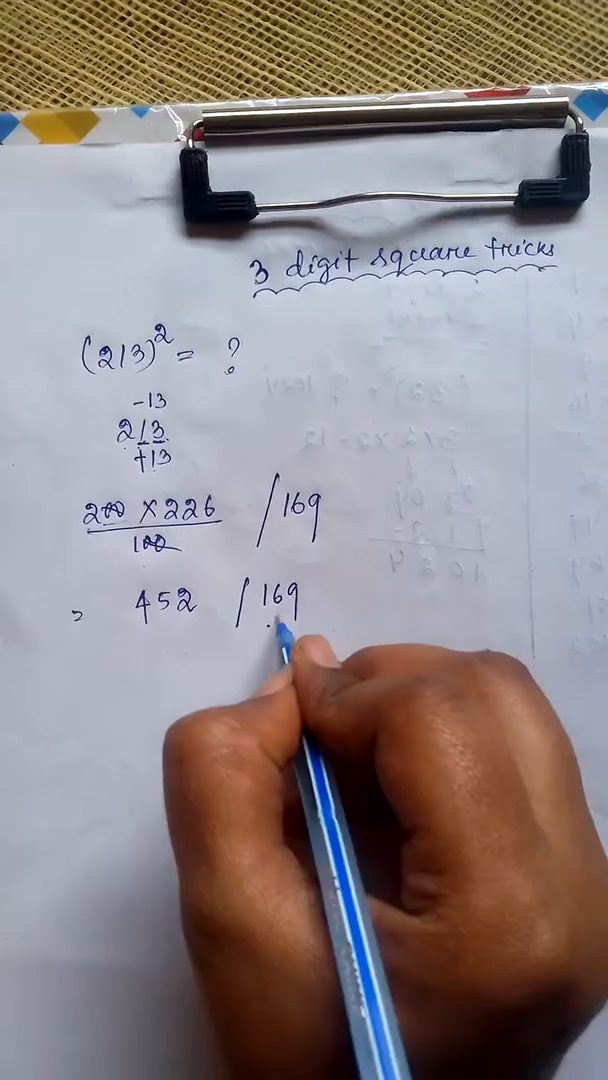 3 digit square tricks
(213)² = ?
-13
213
+13
200 × 226 / 169
100
= 452 / 169